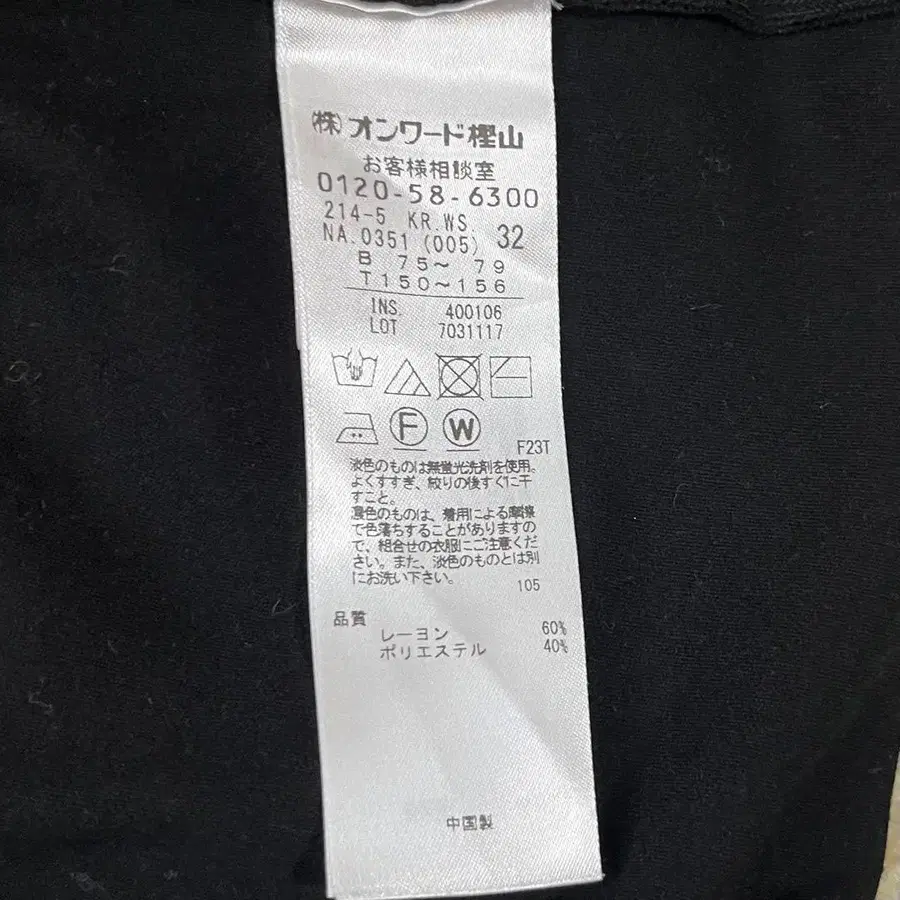 (株)オンワード樫山
お客様相談室
0120-58-6300
214-5 KR.WS.
NA.0351 (005) 32
B 75～ 79
T150～156
INS. 400106
LOT 7031117
F W
F23T
淡色のものは無蛍光洗剤を使用。
よくすすぎ、絞りの後すぐに干
すこと。
濃色のものは、着用による摩擦
で色落ちすることがありますの
で、組合せの衣服にご注意くだ
さい。また、淡色のものとは別
にお洗い下さい。
105
品質
レーヨン 60%
ポリエステル 40%
中国製